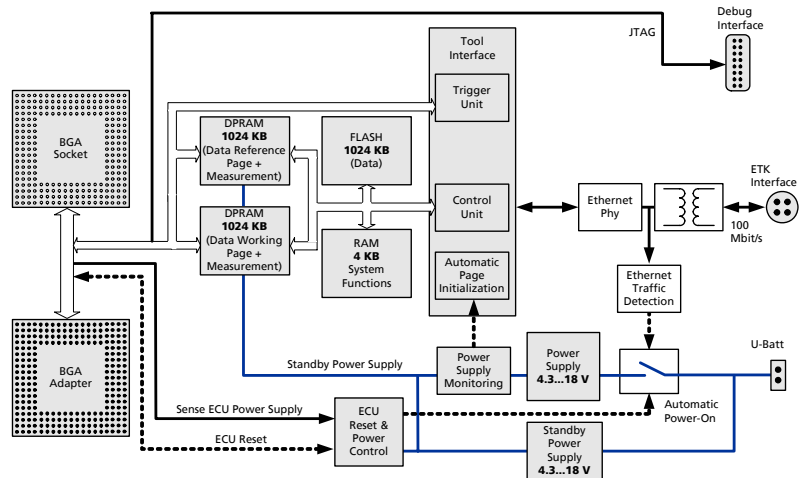 Debug
Interface
JTAG
Tool
Interface
Trigger
Unit
BGA
Socket
DPRAM
1024 KB
(Data Reference
Page +
Measurement)
FLASH
1024 KB
(Data)
DPRAM
1024 KB
(Data Working
Page +
Measurement)
RAM
4 KB
System
Functions
Control
Unit
Automatic
Page
Initialization
Ethernet
Phy
ETK
Interface
100
Mbit/s
Ethernet
Traffic
Detection
BGA
Adapter
Standby Power Supply
Power
Supply
Monitoring
Power
Supply
4.3...18 V
U-Batt
Automatic
Power-On
Sense ECU Power Supply
ECU Reset
ECU
Reset &
Power
Control
Standby
Power
Supply
4.3...18 V